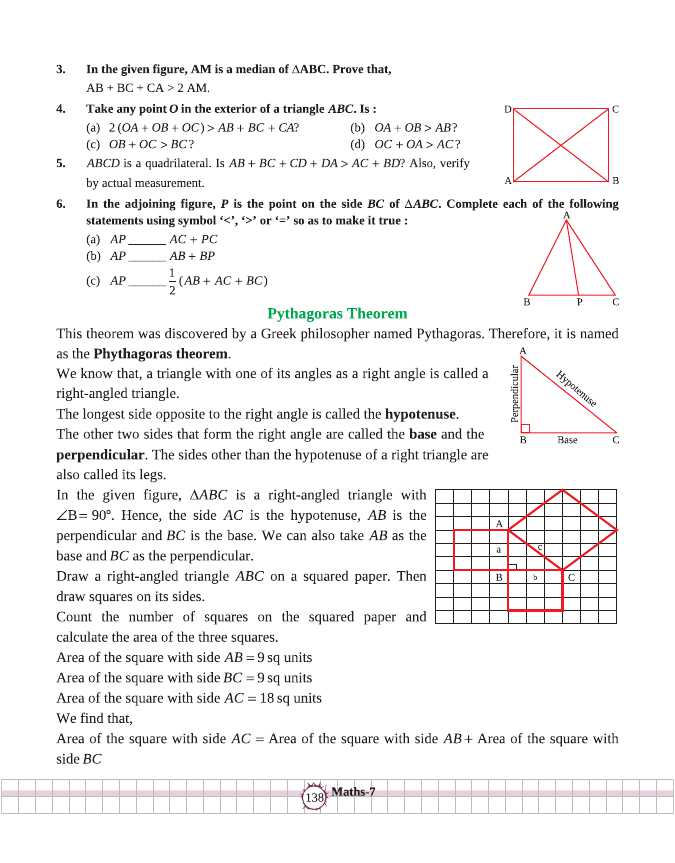 3. In the given figure, AM is a median of ΔABC. Prove that,
AB + BC + CA > 2 AM.
4. Take any point O in the exterior of a triangle ABC. Is :
(a) 2 (OA + OB + OC) > AB + BC + CA? (b) OA + OB > AB?
(c) OB + OC > BC? (d) OC + OA > AC?
D C
A B
5. ABCD is a quadrilateral. Is AB + BC + CD + DA > AC + BD? Also, verify
by actual measurement.
6. In the adjoining figure, P is the point on the side BC of ΔABC. Complete each of the following
statements using symbol ‘<’, ‘>’ or ‘=’ so as to make it true :
(a) AP ______ AC + PC
(b) AP ______ AB + BP
(c) AP ______ 1/2 (AB + AC + BC)
A
B P C
Pythagoras Theorem
This theorem was discovered by a Greek philosopher named Pythagoras. Therefore, it is named
as the Phythagoras theorem.
We know that, a triangle with one of its angles as a right angle is called a
right-angled triangle.
The longest side opposite to the right angle is called the hypotenuse.
The other two sides that form the right angle are called the base and the
perpendicular. The sides other than the hypotenuse of a right triangle are
also called its legs.
A
Perpendicular
Hypotenuse
B Base C
In the given figure, ΔABC is a right-angled triangle with
∠B = 90°. Hence, the side AC is the hypotenuse, AB is the
perpendicular and BC is the base. We can also take AB as the
base and BC as the perpendicular.
Draw a right-angled triangle ABC on a squared paper. Then
draw squares on its sides.
Count the number of squares on the squared paper and
calculate the area of the three squares.
A
a c
B b C
Area of the square with side AB = 9 sq units
Area of the square with side BC = 9 sq units
Area of the square with side AC = 18 sq units
We find that,
Area of the square with side AC = Area of the square with side AB + Area of the square with
side BC
138 Maths-7